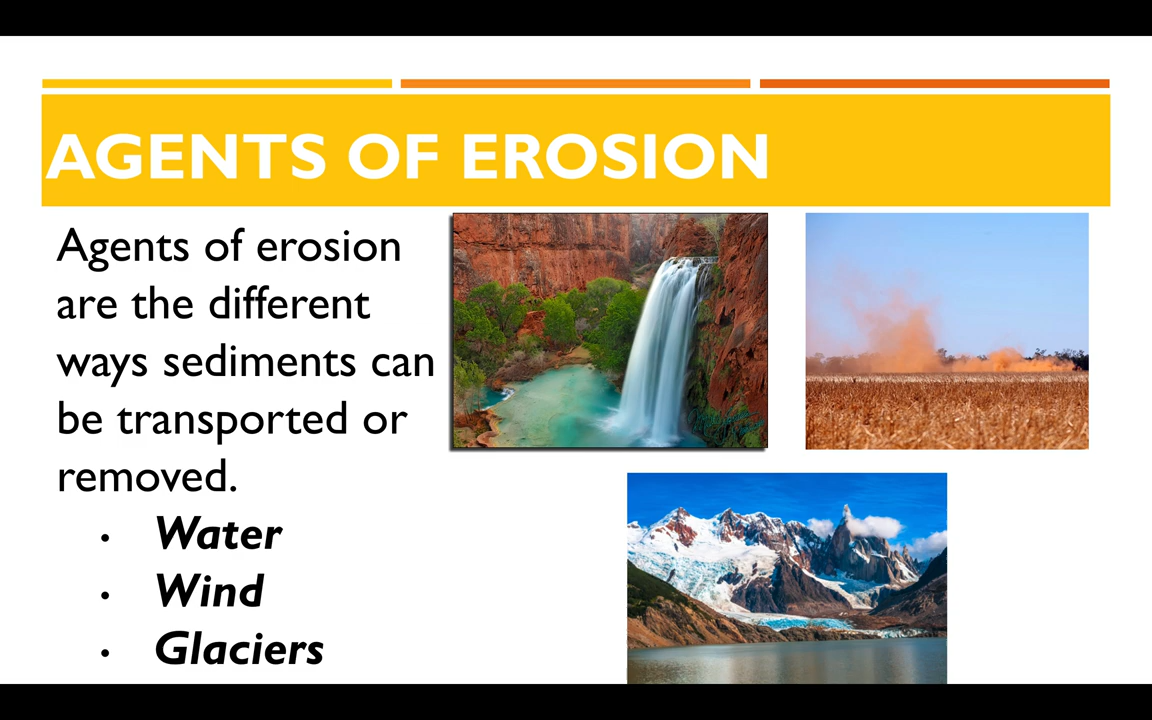 AGENTS OF EROSION
Agents of erosion
are the different
ways sediments can
be transported or
removed.
• Water
• Wind
• Glaciers